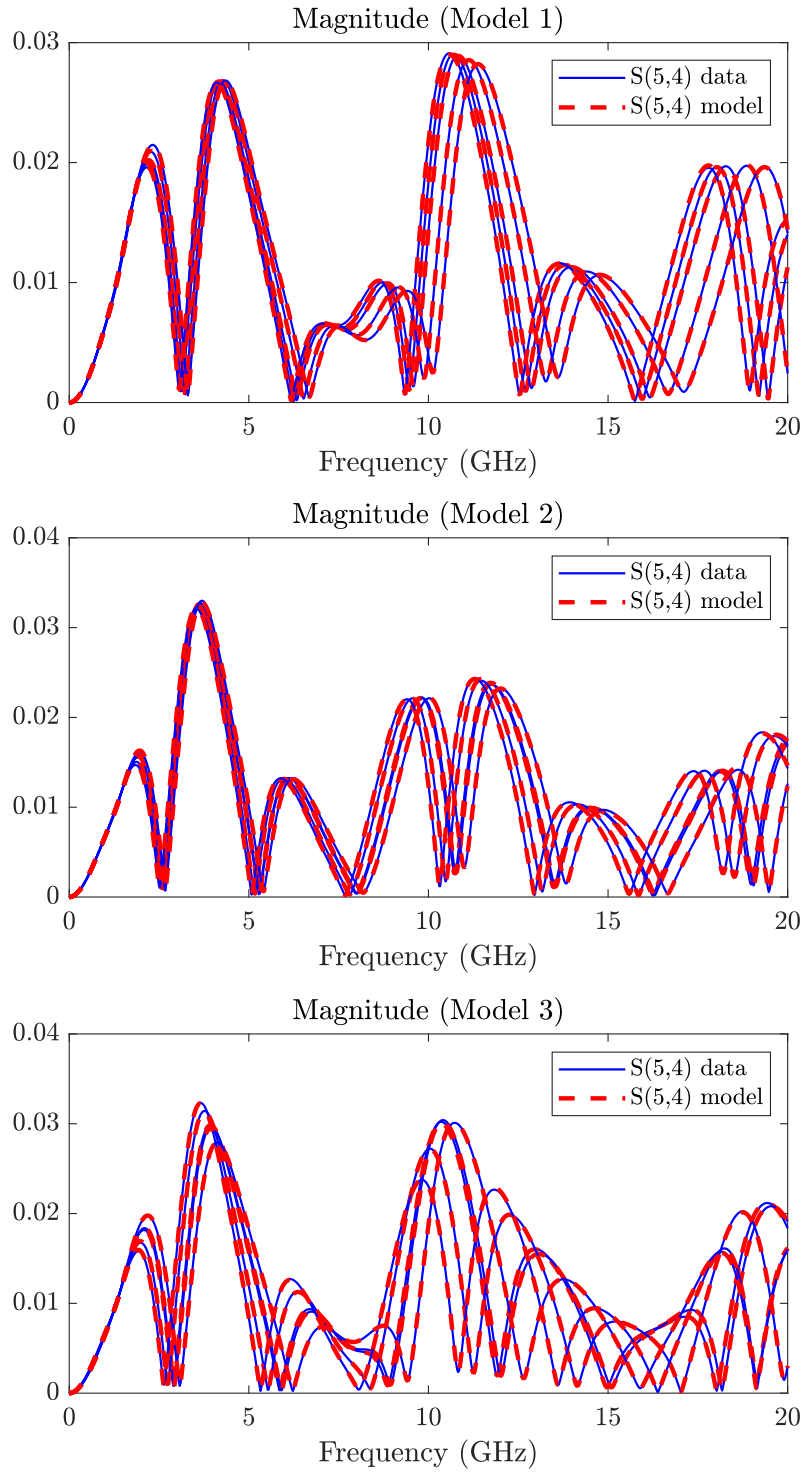 Magnitude (Model 1)
0.03
0.02
0.01
0
S(5,4) data
S(5,4) model
0 5 10 15 20
Frequency (GHz)
Magnitude (Model 2)
0.04
0.03
0.02
0.01
0
S(5,4) data
S(5,4) model
0 5 10 15 20
Frequency (GHz)
Magnitude (Model 3)
0.04
0.03
0.02
0.01
0
S(5,4) data
S(5,4) model
0 5 10 15 20
Frequency (GHz)